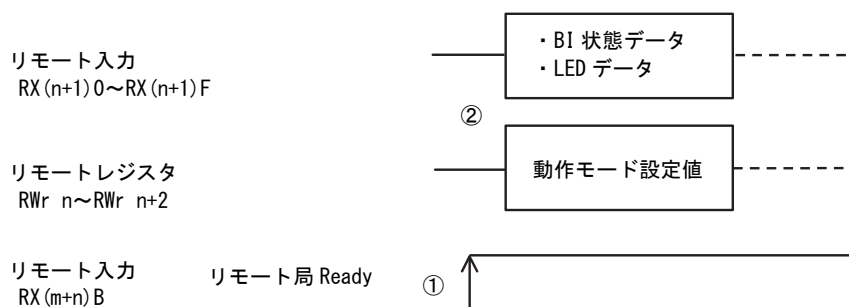 ・BI 状態データ
・LED データ
リモート入力
RX(n+1)0～RX(n+1)F
②
リモートレジスタ
RWr n～RWr n+2
動作モード設定値
リモート入力
RX(m+n)B
リモート局 Ready
①